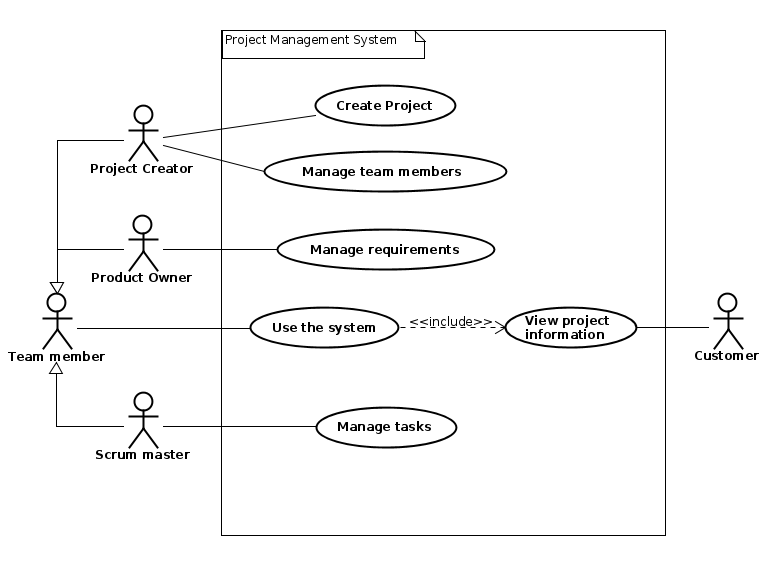 Project Management System
Create Project
Project Creator
Manage team members
Manage requirements
Product Owner
Use the system
<<include>>
View project
information
Team member
Customer
Manage tasks
Scrum master